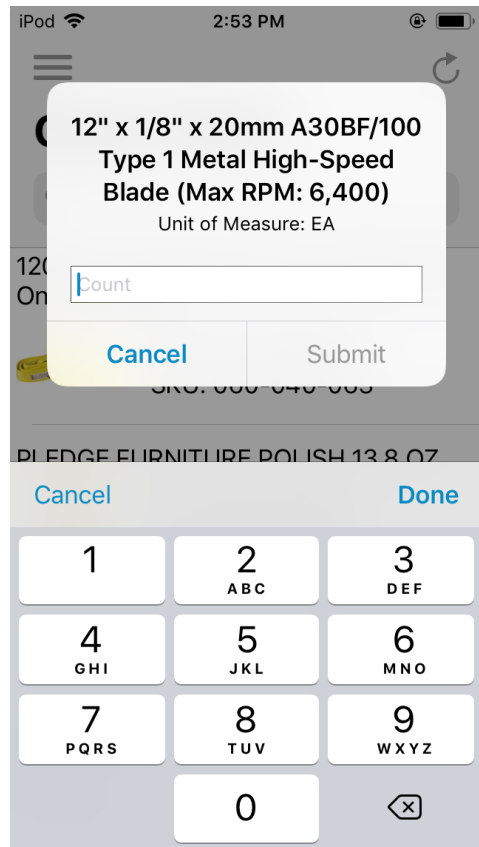 iPod 2:53 PM
12" x 1/8" x 20mm A30BF/100
Type 1 Metal High-Speed
Blade (Max RPM: 6,400)
Unit of Measure: EA
Count
Cancel Submit
PLEDGE FURNITURE POLISH 13.8 OZ
Cancel Done
1
2
ABC
3
DEF
4
GHI
5
JKL
6
MNO
7
PQRS
8
TUV
9
WXYZ
0